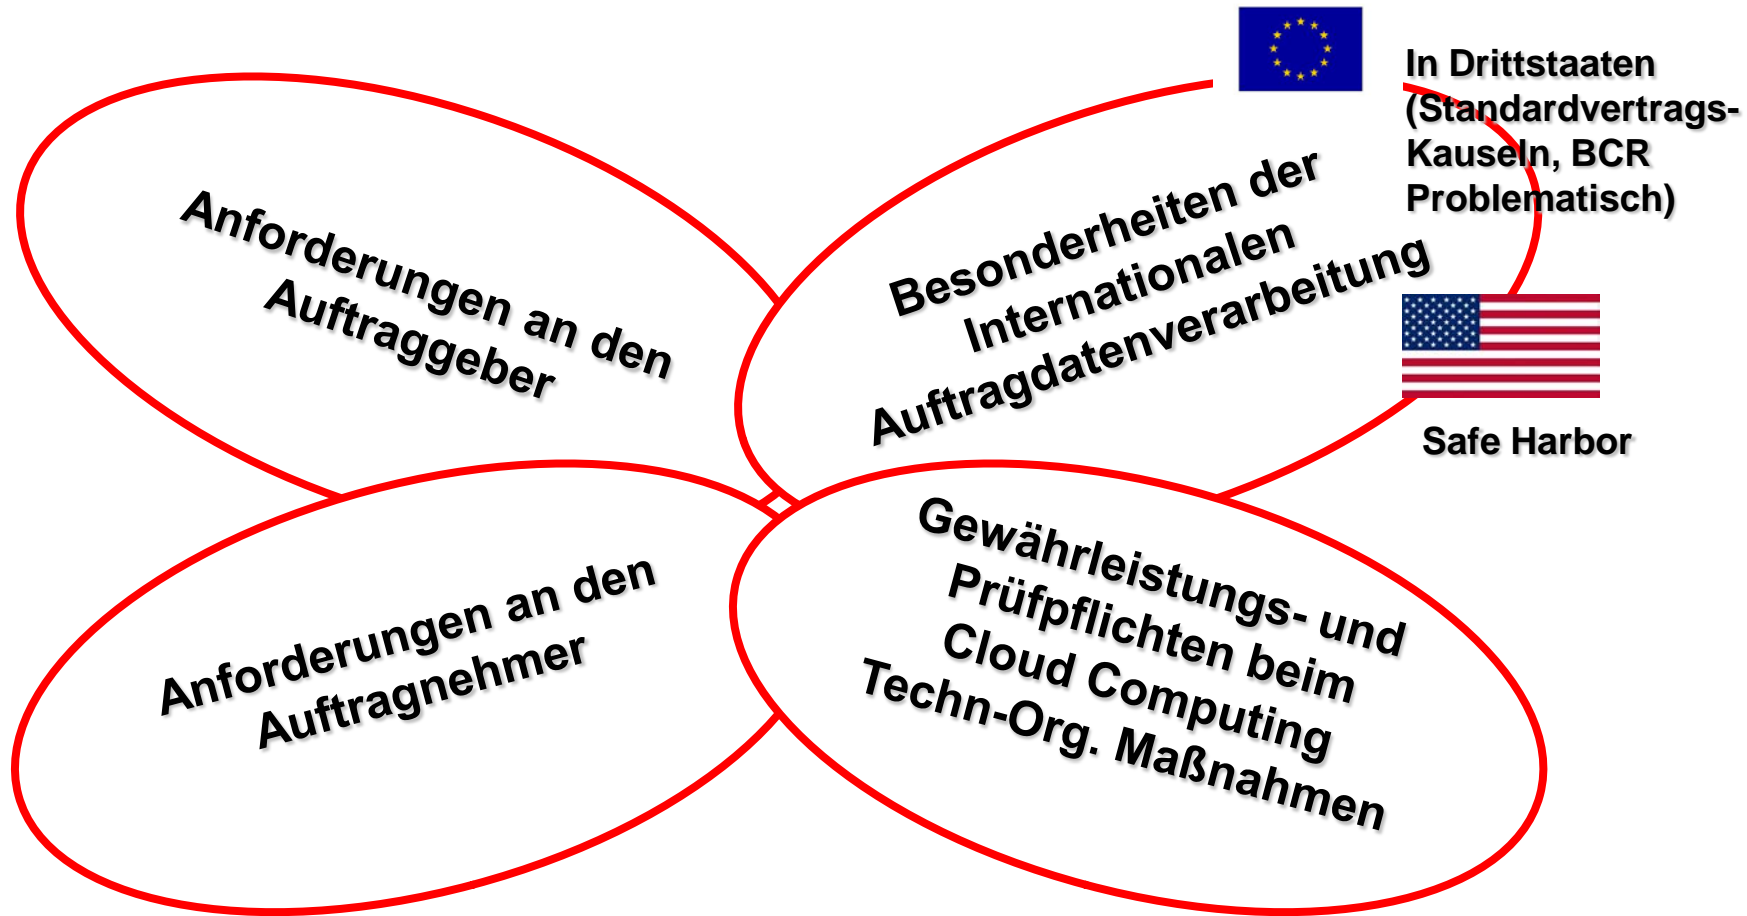 Anforderungen an den
Auftraggeber
Besonderheiten der
Internationalen
Auftragdatenverarbeitung
In Drittstaaten
(Standardvertrags-
Kauseln, BCR
Problematisch)
Safe Harbor
Anforderungen an den
Auftragnehmer
Gewährleistungs- und
Prüfpflichten beim
Cloud Computing
Techn-Org. Maßnahmen